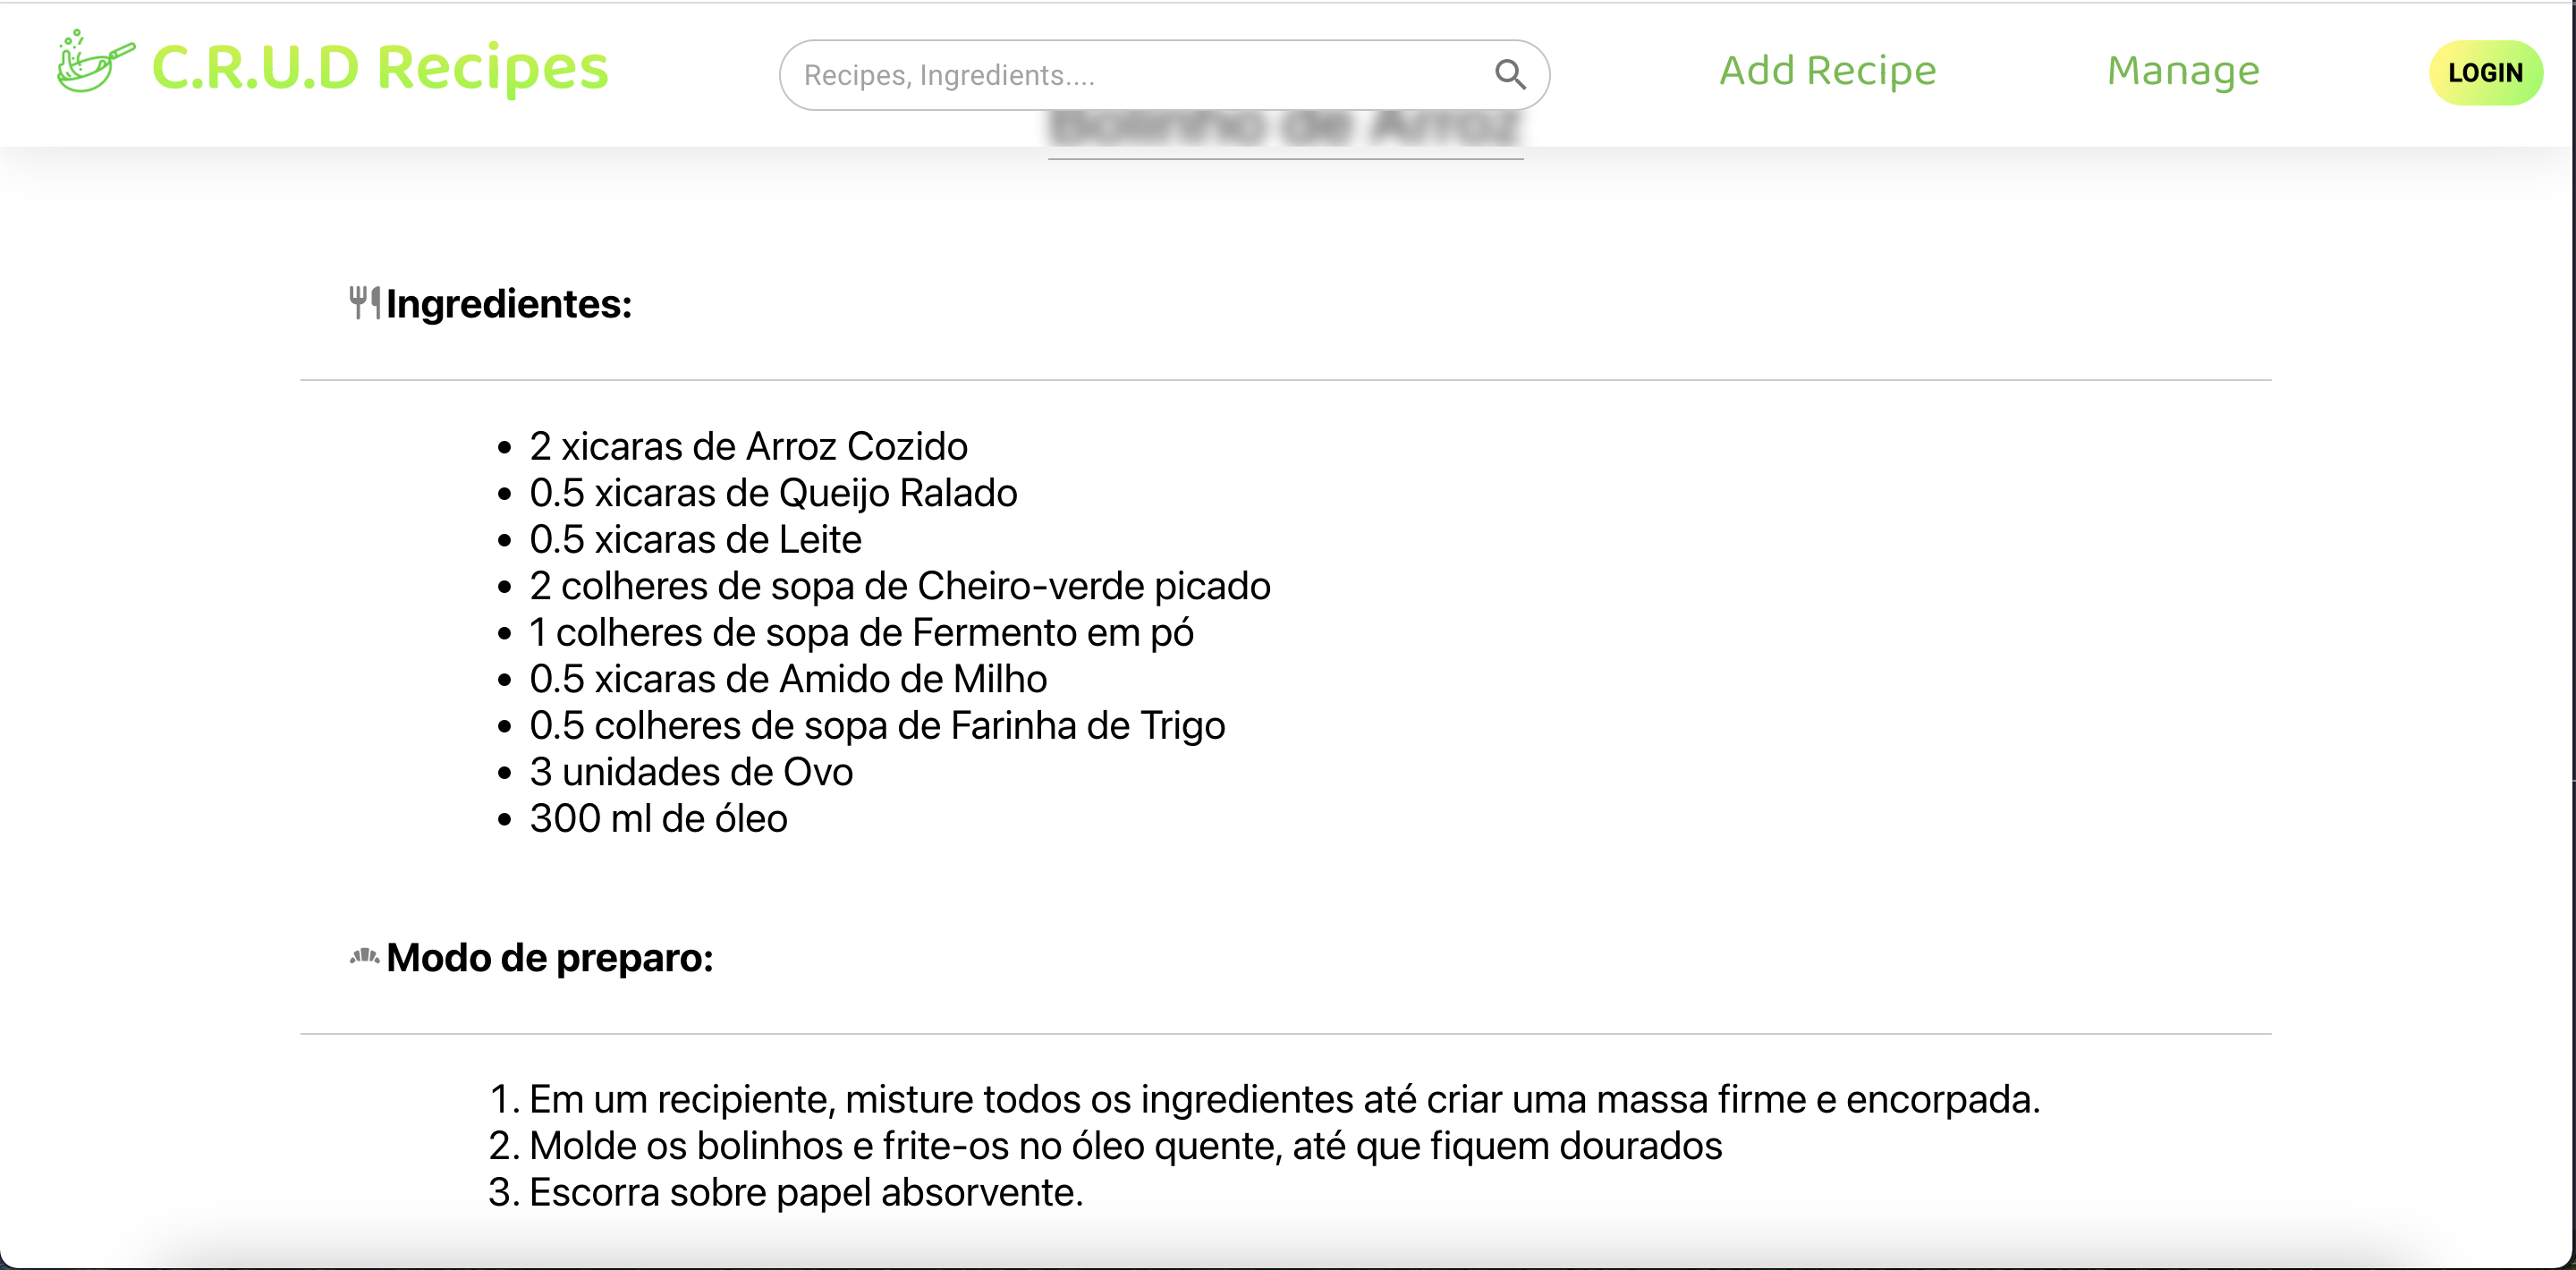 C.R.U.D Recipes
Recipes, Ingredients....
Add Recipe
Manage
LOGIN
Bolinho de Arroz
Ingredientes:
• 2 xicaras de Arroz Cozido
• 0.5 xicaras de Queijo Ralado
• 0.5 xicaras de Leite
• 2 colheres de sopa de Cheiro-verde picado
• 1 colheres de sopa de Fermento em pó
• 0.5 xicaras de Amido de Milho
• 0.5 colheres de sopa de Farinha de Trigo
• 3 unidades de Ovo
• 300 ml de óleo
Modo de preparo:
1. Em um recipiente, misture todos os ingredientes até criar uma massa firme e encorpada.
2. Molde os bolinhos e frite-os no óleo quente, até que fiquem dourados
3. Escorra sobre papel absorvente.